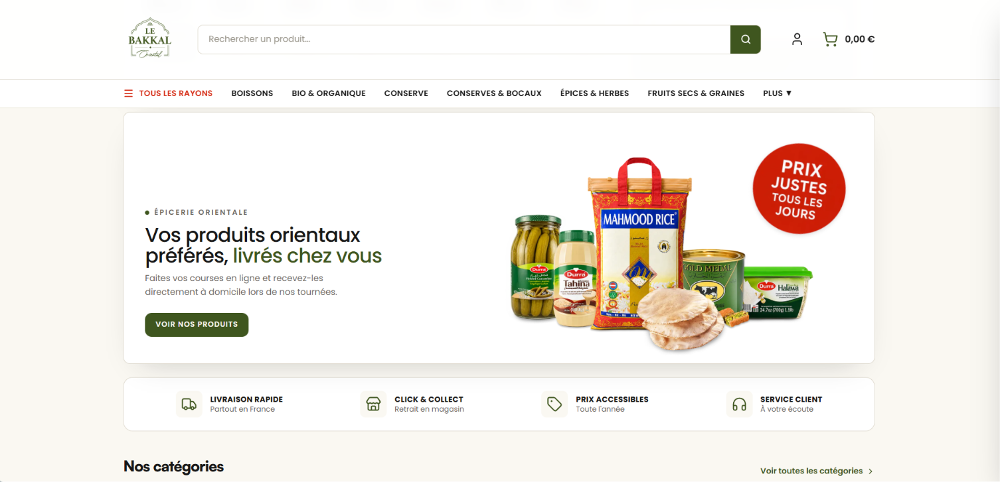 LE
BAKKAL
Oriental
Rechercher un produit...
0,00 €
TOUS LES RAYONS
BOISSONS
BIO & ORGANIQUE
CONSERVE
CONSERVES & BOCAUX
ÉPICES & HERBES
FRUITS SECS & GRAINES
PLUS ▼
PRIX
JUSTES
TOUS LES
JOURS
ÉPICERIE ORIENTALE
Vos produits orientaux
préférés, livrés chez vous
Faites vos courses en ligne et recevez-les
directement à domicile lors de nos tournées.
VOIR NOS PRODUITS
Durra
Durra
Tahina
MAHMOOD RICE
GOLD MEDAL
Durra
Halawa
24.7oz (700g) 1.5lb
LIVRAISON RAPIDE
Partout en France
CLICK & COLLECT
Retrait en magasin
PRIX ACCESSIBLES
Toute l'année
SERVICE CLIENT
À votre écoute
Nos catégories
Voir toutes les catégories